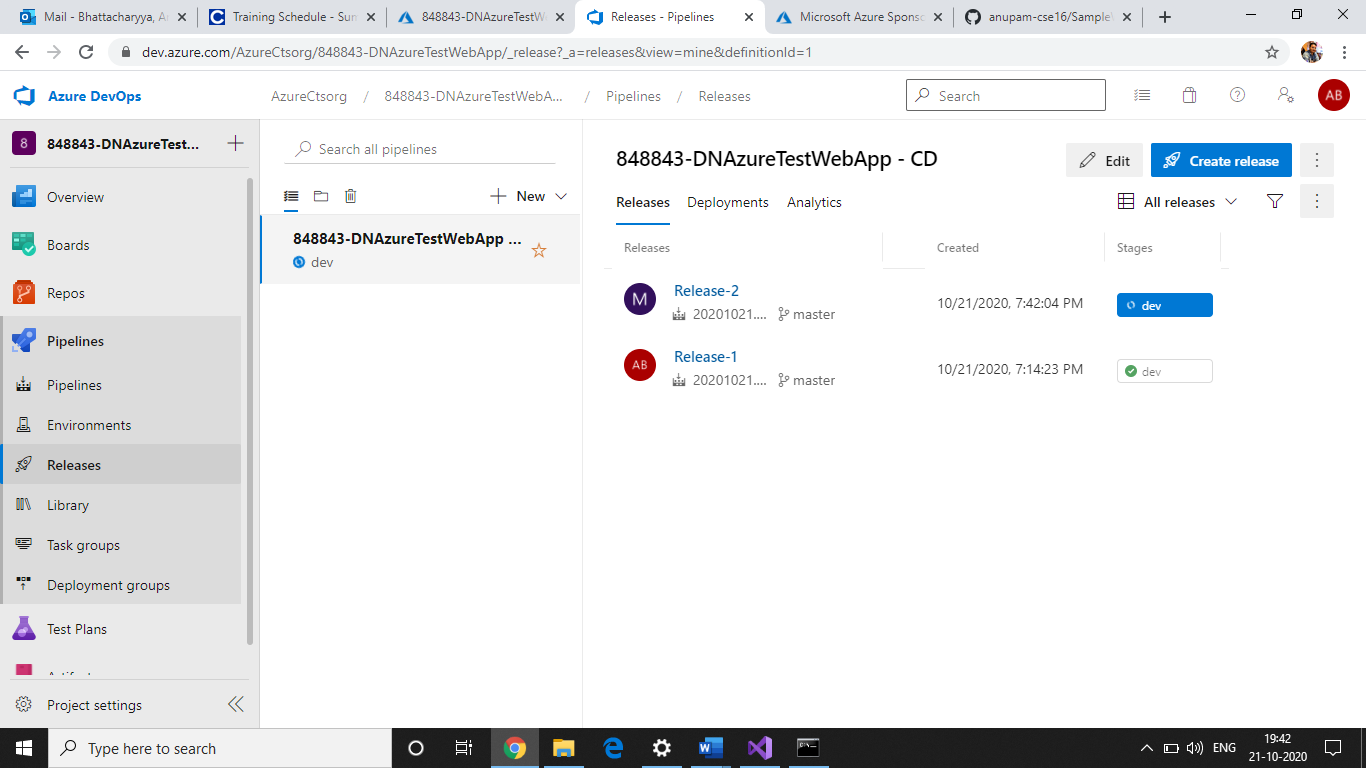 Mail - Bhattacharyya, A
Training Schedule - Sum
848843-DNAzureTestW
Releases - Pipelines
Microsoft Azure Spons
anupam-cse16/Sample
dev.azure.com/AzureCtsorg/848843-DNAzureTestWebApp/_release?_a=releases&view=mine&definitionId=1
Azure DevOps
AzureCtsorg / 848843-DNAzureTestWebA... / Pipelines / Releases
Search
AB
8 848843-DNAzureTest...
Overview
Boards
Repos
Pipelines
Pipelines
Environments
Releases
Library
Task groups
Deployment groups
Test Plans
Project settings
Search all pipelines
New
848843-DNAzureTestWebApp ...
dev
848843-DNAzureTestWebApp - CD
Edit
Create release
Releases Deployments Analytics
All releases
Releases Created Stages
M Release-2 10/21/2020, 7:42:04 PM dev
20201021.... master
AB Release-1 10/21/2020, 7:14:23 PM dev
20201021.... master
Type here to search
ENG
19:42
21-10-2020